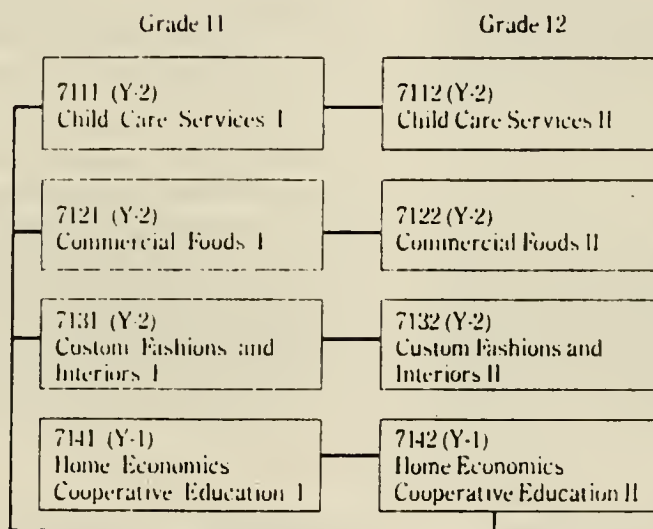 Grade 11
Grade 12
7111 (Y-2)
Child Care Services I
7112 (Y-2)
Child Care Services II
7121 (Y-2)
Commercial Foods I
7122 (Y-2)
Commercial Foods II
7131 (Y-2)
Custom Fashions and
Interiors I
7132 (Y-2)
Custom Fashions and
Interiors II
7141 (Y-1)
Home Economics
Cooperative Education I
7142 (Y-1)
Home Economics
Cooperative Education II